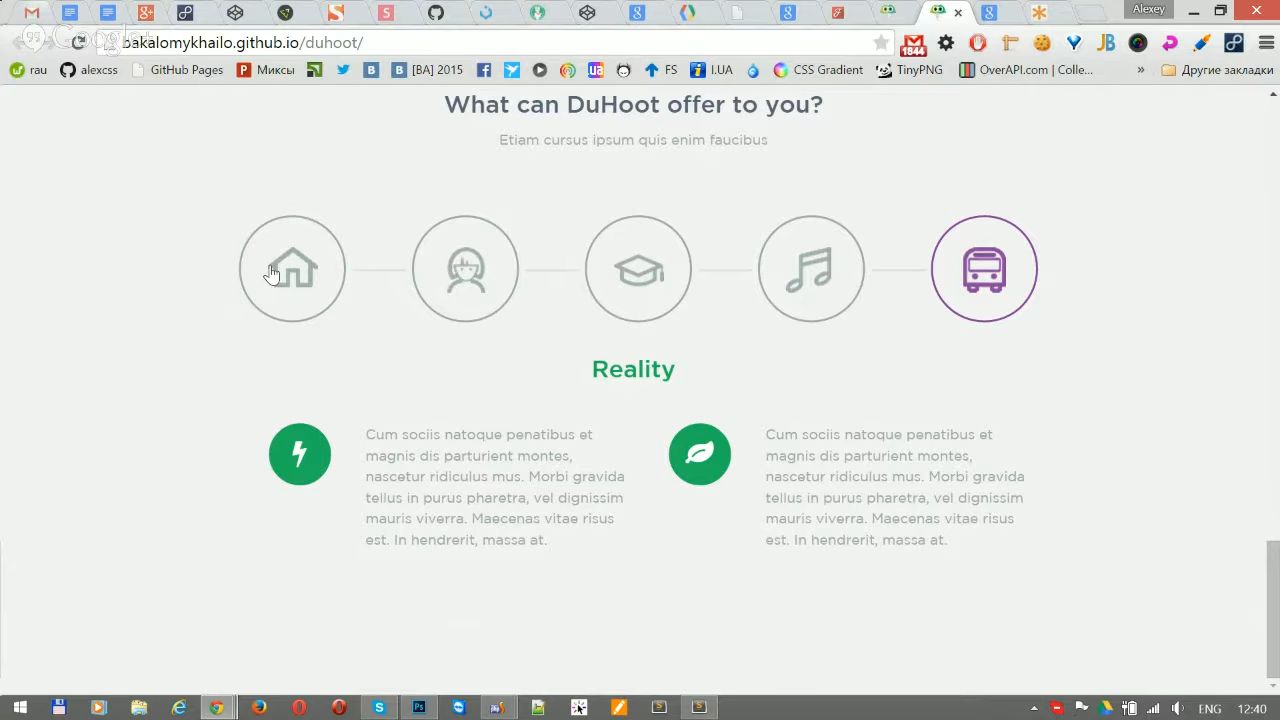 Alexey
bakalomykhailo.github.io/duhoot/
1844
JB
rau
alexcss
GitHub Pages
Миксы
[BA] 2015
FS
I.UA
CSS Gradient
TinyPNG
OverAPI.com | Colle...
»
Другие закладки
What can DuHoot offer to you?
Etiam cursus ipsum quis enim faucibus
Reality
Cum sociis natoque penatibus et
magnis dis parturient montes,
nascetur ridiculus mus. Morbi gravida
tellus in purus pharetra, vel dignissim
mauris viverra. Maecenas vitae risus
est. In hendrerit, massa at.
Cum sociis natoque penatibus et
magnis dis parturient montes,
nascetur ridiculus mus. Morbi gravida
tellus in purus pharetra, vel dignissim
mauris viverra. Maecenas vitae risus
est. In hendrerit, massa at.
ENG
12:40